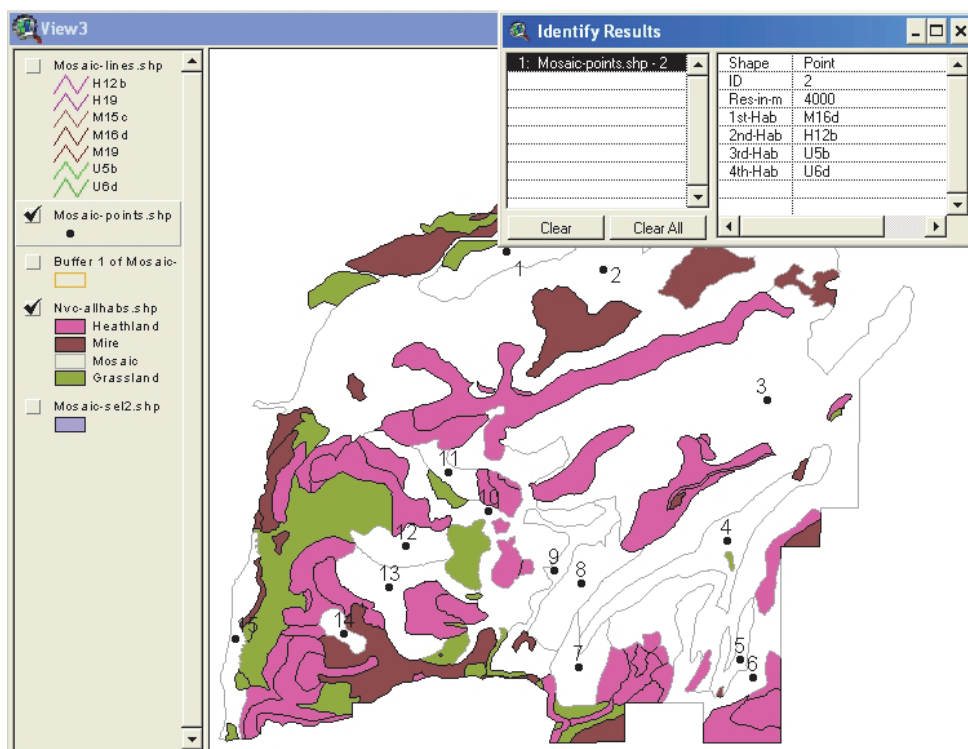 View3
Mosaic-lines.shp
H12b
H19
M15c
M16d
M19
U5b
U6d
Mosaic-points.shp
Buffer 1 of Mosaic-
Nvc-allhabs.shp
Heathland
Mire
Mosaic
Grassland
Mosaic-sel2.shp
Identify Results
1: Mosaic-points.shp - 2
Shape Point
ID 2
Res-in-m 4000
1st-Hab M16d
2nd-Hab H12b
3rd-Hab U5b
4th-Hab U6d
Clear
Clear All
1
2
3
11
10
4
12
9
8
13
14
7
5
6